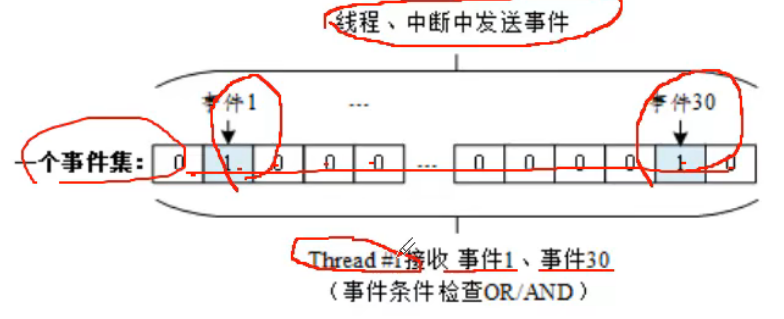 线程、中断中发送事件
事件1 --- 事件30
一个事件集: 0 1 0 0 0 ... 0 0 0 0 1 0
Thread #1接收 事件1、事件30
（事件条件检查OR/AND）